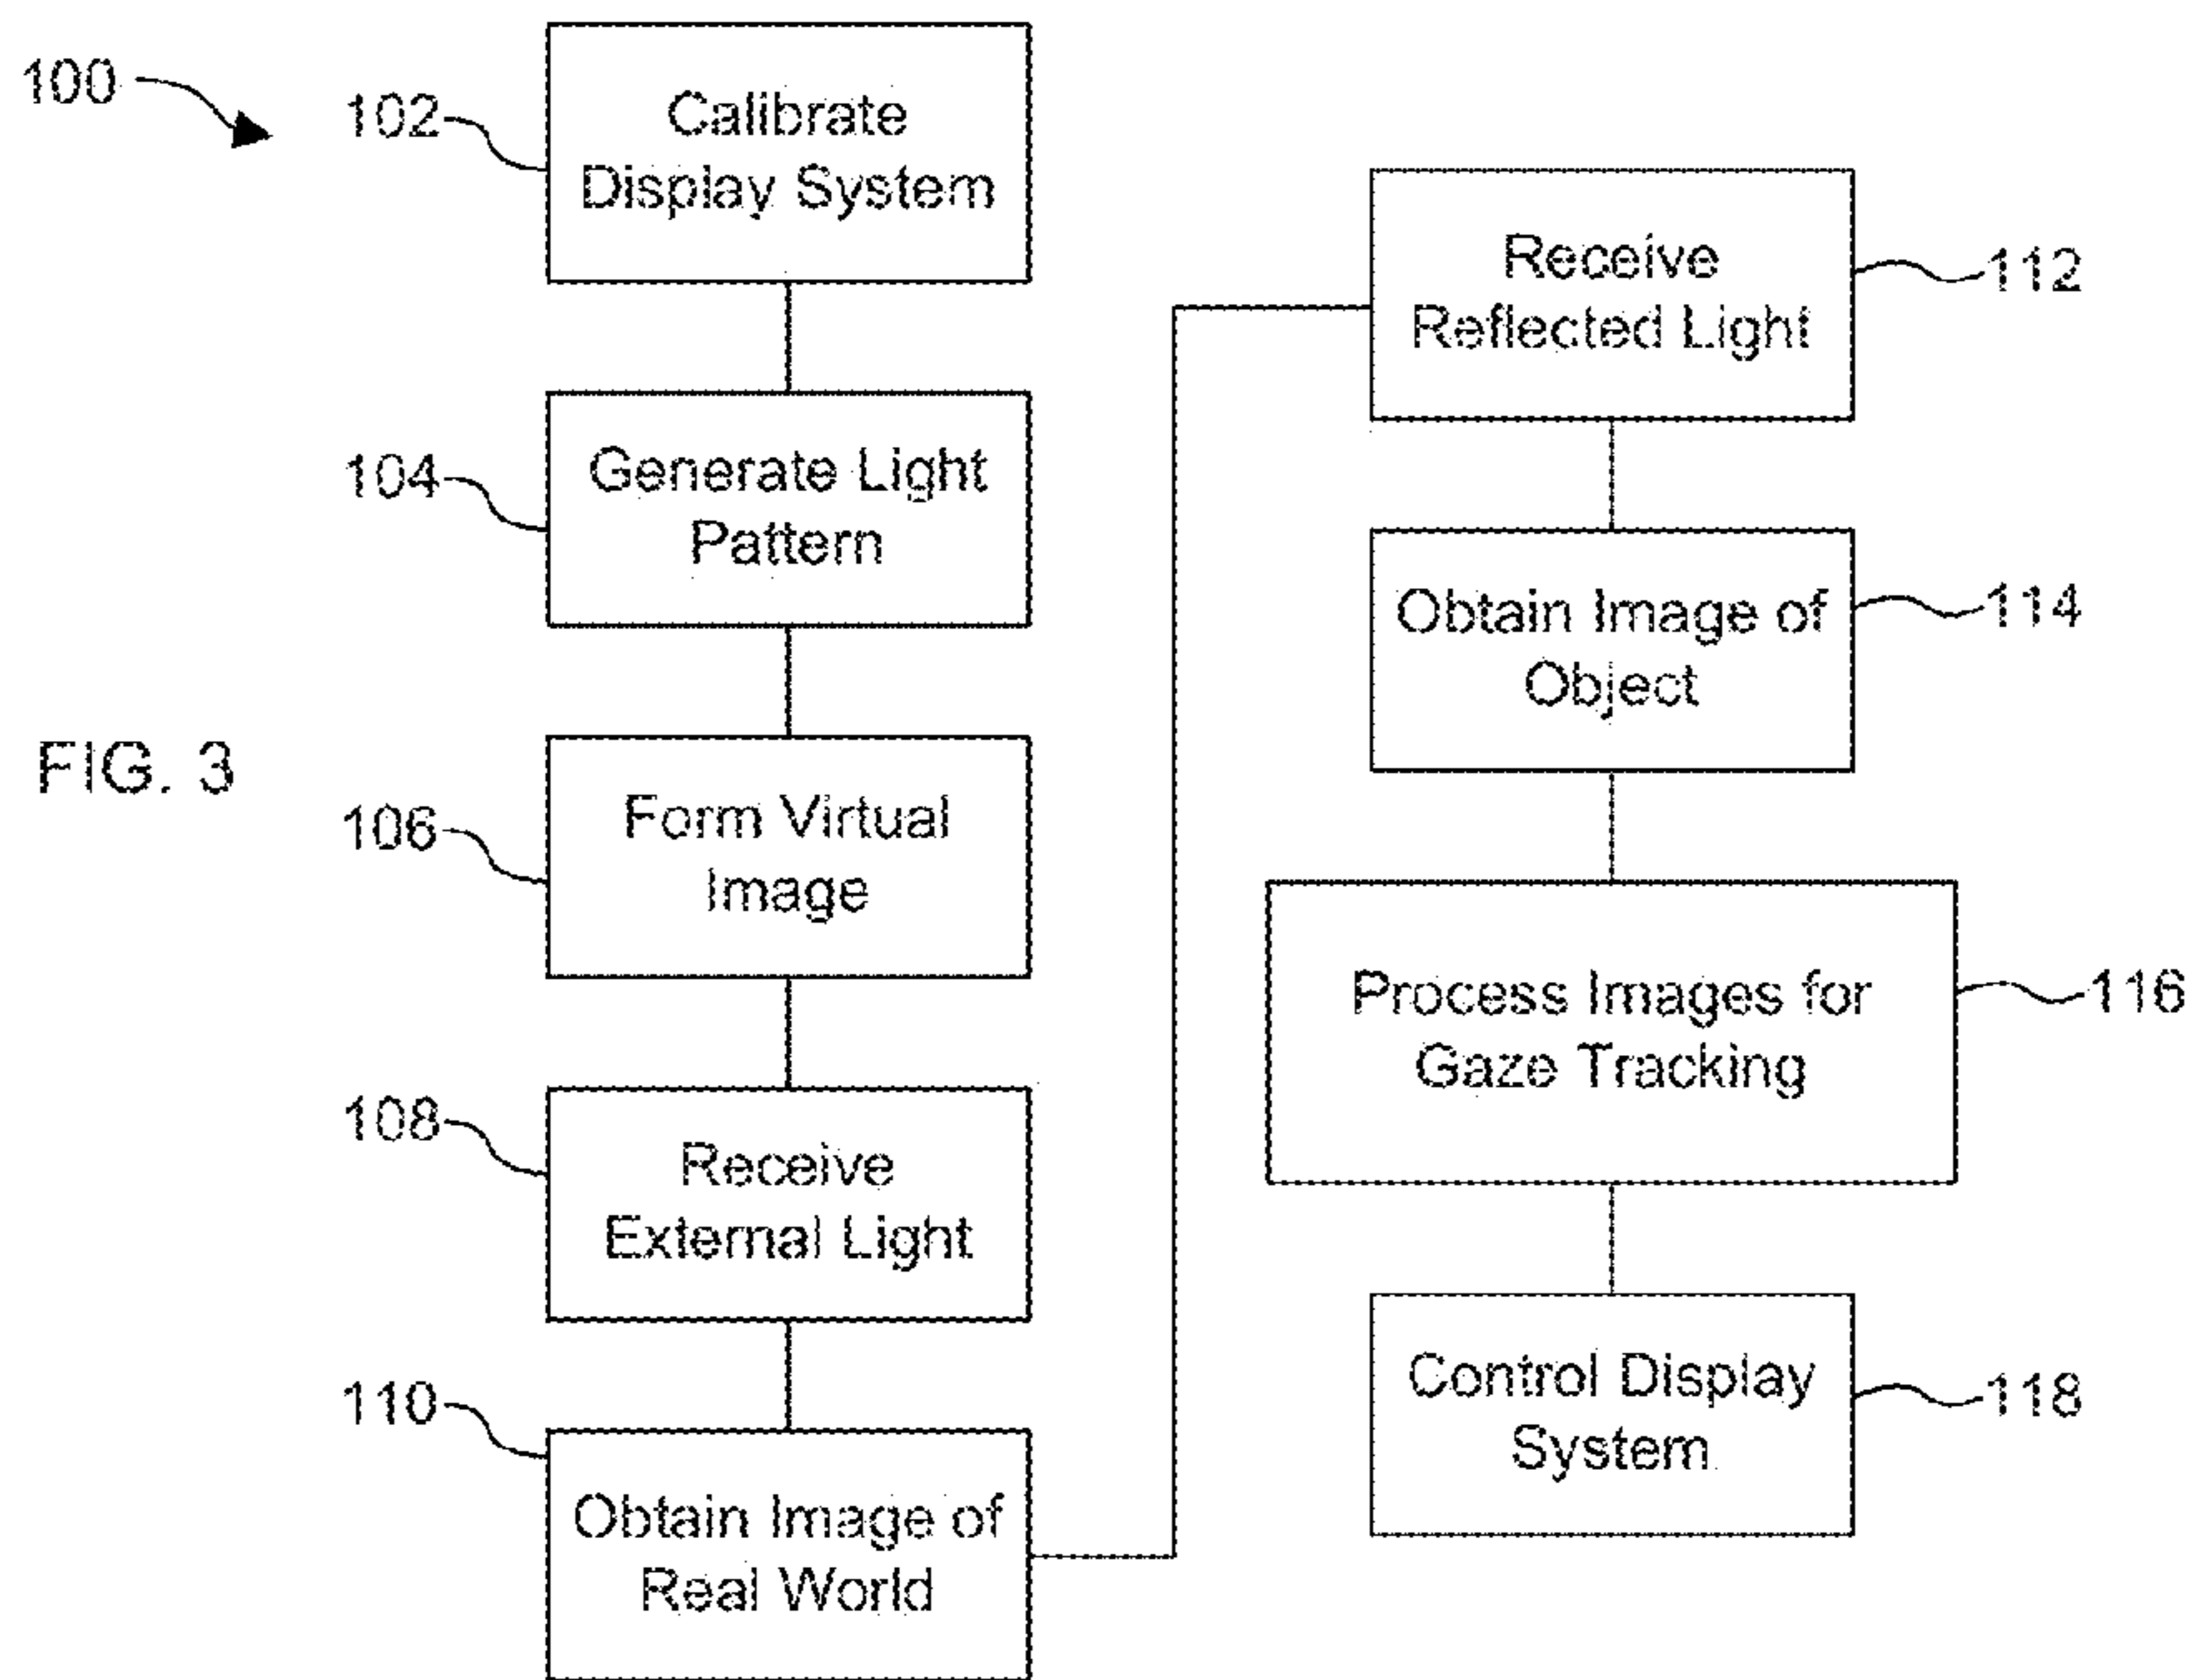 100
102
Calibrate
Display System
104
Generate Light
Pattern
FIG. 3
106
Form Virtual
Image
108
Receive
External Light
110
Obtain Image of
Real World
Receive
Reflected Light
112
Obtain Image of
Object
114
Process Images for
Gaze Tracking
116
Control Display
System
118